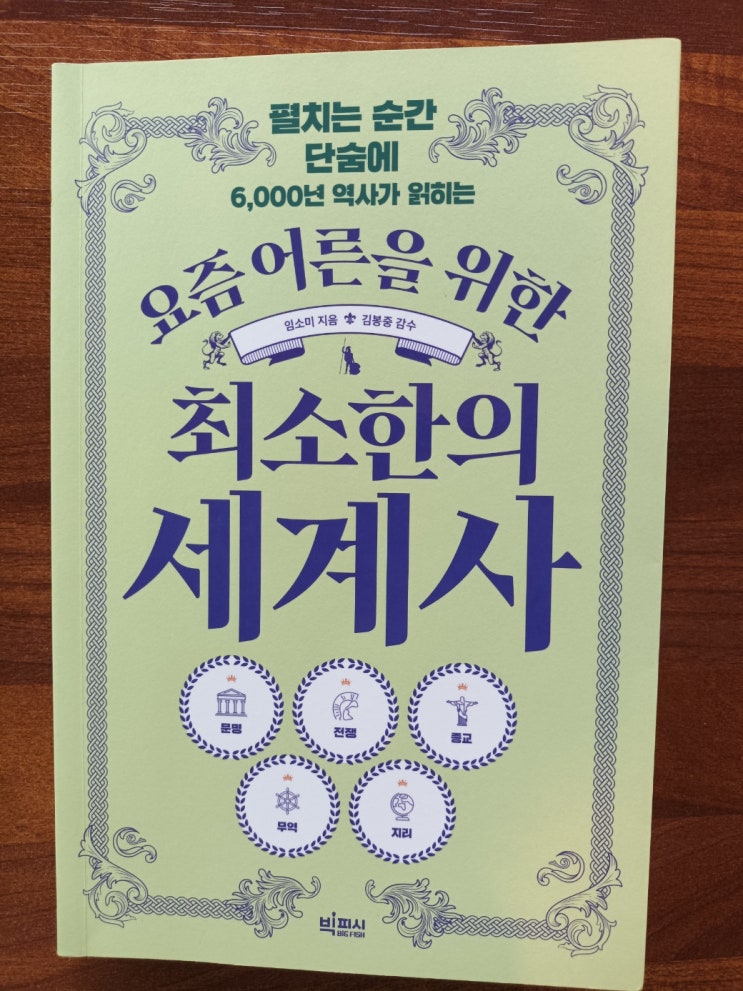 펼치는 순간
단숨에
6,000년 역사가 읽히는
요즘 어른을 위한
임소미 지음 김봉중 감수
최소한의
세계사
문명
전쟁
종교
무역
지리
빅피시
BIG FISH